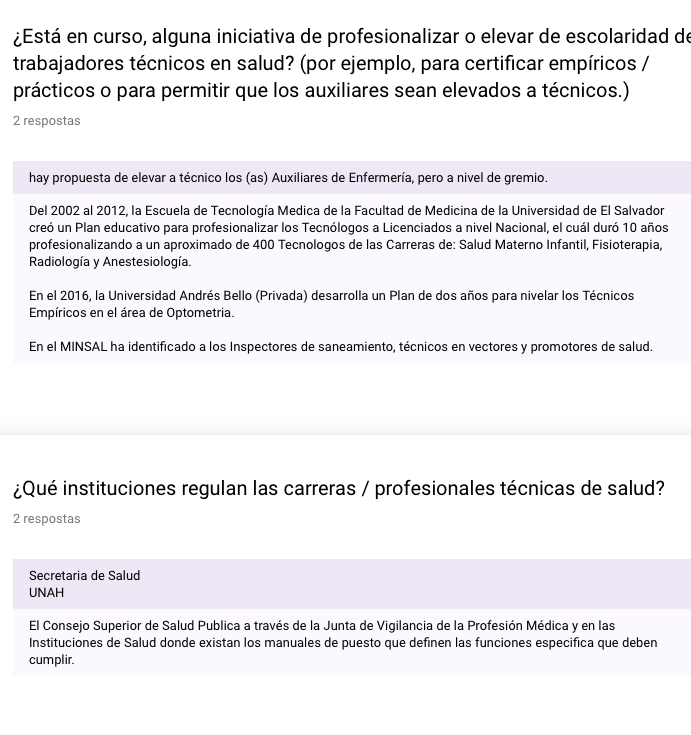 ¿Está en curso, alguna iniciativa de profesionalizar o elevar de escolaridad de
trabajadores técnicos en salud? (por ejemplo, para certificar empíricos /
prácticos o para permitir que los auxiliares sean elevados a técnicos.)
2 respostas
hay propuesta de elevar a técnico los (as) Auxiliares de Enfermería, pero a nivel de gremio.
Del 2002 al 2012, la Escuela de Tecnología Medica de la Facultad de Medicina de la Universidad de El Salvador
creó un Plan educativo para profesionalizar los Tecnólogos a Licenciados a nivel Nacional, el cuál duró 10 años
profesionalizando a un aproximado de 400 Tecnologos de las Carreras de: Salud Materno Infantil, Fisioterapia,
Radiología y Anestesiología.
En el 2016, la Universidad Andrés Bello (Privada) desarrolla un Plan de dos años para nivelar los Técnicos
Empíricos en el área de Optometria.
En el MINSAL ha identificado a los Inspectores de saneamiento, técnicos en vectores y promotores de salud.
¿Qué instituciones regulan las carreras / profesionales técnicas de salud?
2 respostas
Secretaria de Salud
UNAH
El Consejo Superior de Salud Publica a través de la Junta de Vigilancia de la Profesión Médica y en las
Instituciones de Salud donde existan los manuales de puesto que definen las funciones especifica que deben
cumplir.